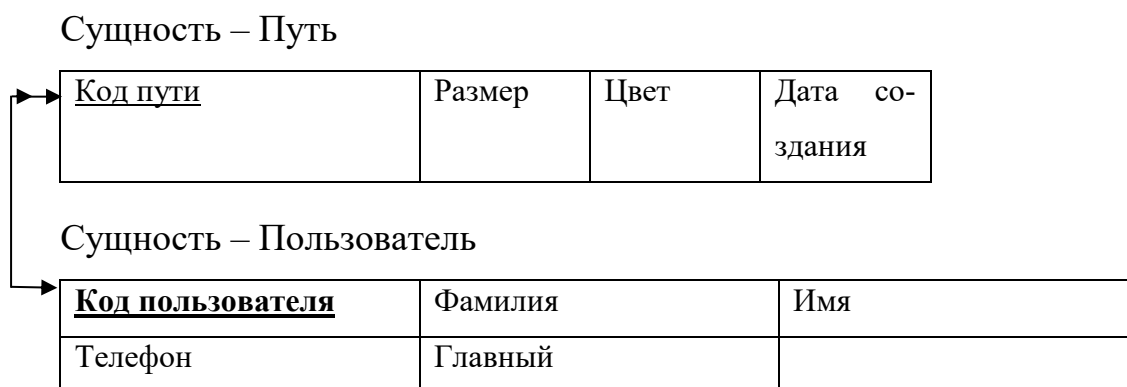 Сущность – Путь
Код пути Размер Цвет Дата со-
здания
Сущность – Пользователь
Код пользователя Фамилия Имя
Телефон Главный